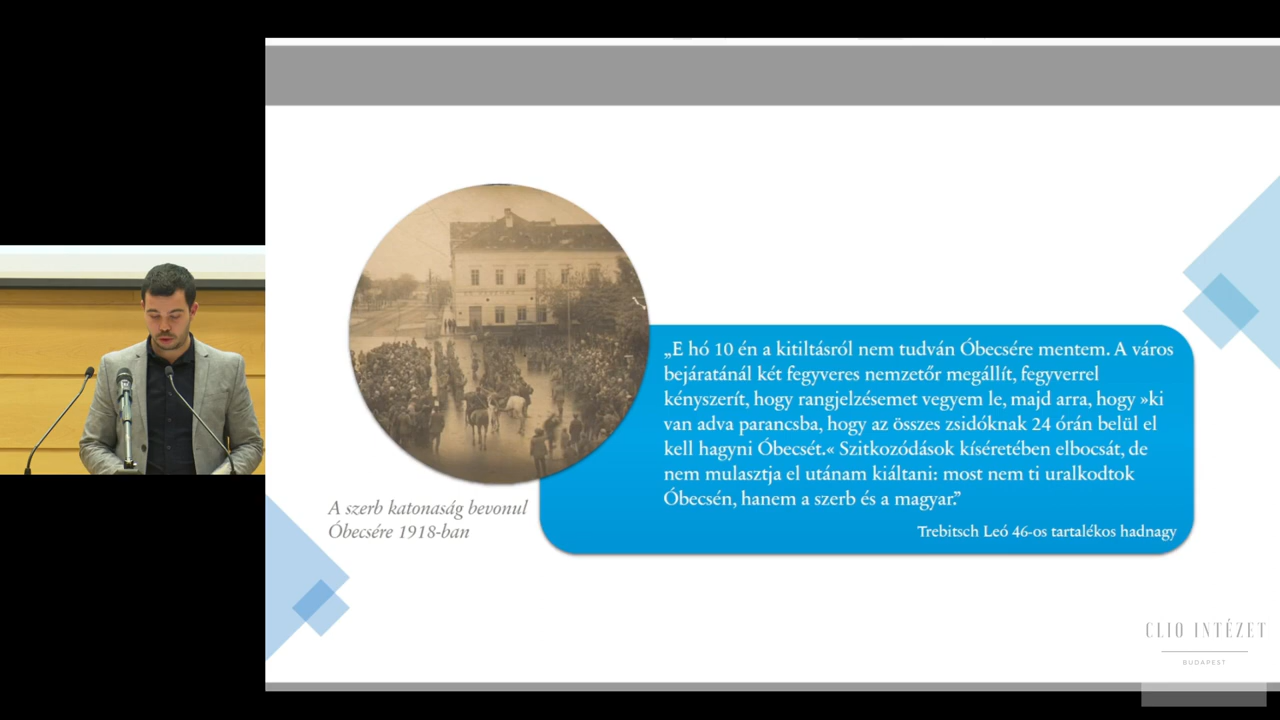 „E hó 10 én a kitiltásról nem tudván Óbecsére mentem. A város
bejáratánál két fegyveres nemzetőr megállít, fegyverrel
kényszerít, hogy rangjelzésemet vegyem le, majd arra, hogy »ki
van adva parancsba, hogy az összes zsidóknak 24 órán belül el
kell hagyni Óbecsét.« Szitkozódások kíséretében elbocsát, de
nem mulasztja el utánam kiáltani: most nem ti uralkodtok
Óbecsén, hanem a szerb és a magyar.”
Trebitsch Leó 46-os tartalékos hadnagy
A szerb katonaság bevonul
Óbecsére 1918-ban
CLIO INTÉZET
BUDAPEST